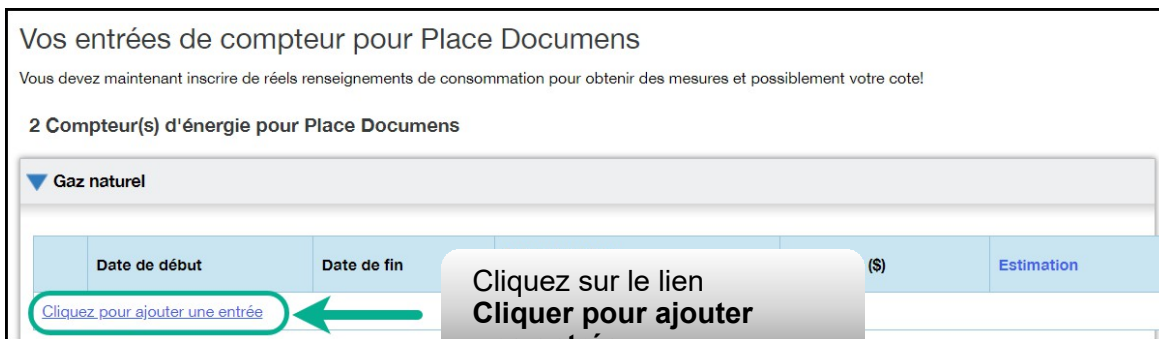 Vos entrées de compteur pour Place Documens
Vous devez maintenant inscrire de réels renseignements de consommation pour obtenir des mesures et possiblement votre cote!
2 Compteur(s) d'énergie pour Place Documens
Gaz naturel
Date de début Date de fin ($) Estimation
Cliquez pour ajouter une entrée
Cliquez sur le lien
Cliquer pour ajouter